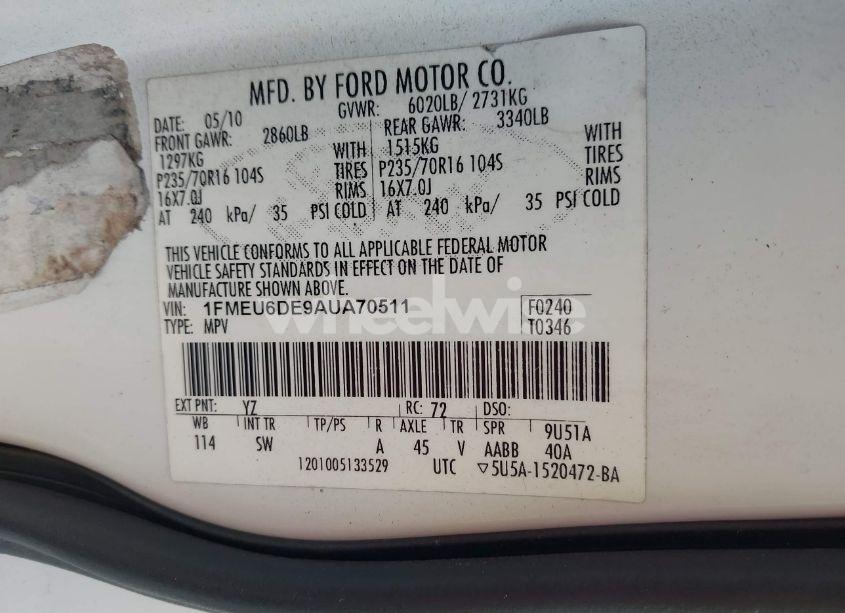 MFD. BY FORD MOTOR CO.
DATE: 05/10 GVWR: 6020LB/ 2731KG
FRONT GAWR: 2860LB REAR GAWR: 3340LB
1297KG WITH 1515KG WITH
P235/70R16 104S TIRES P235/70R16 104S TIRES
16X7.0J RIMS 16X7.0J RIMS
AT 240 kPa/ 35 PSI COLD AT 240 kPa/ 35 PSI COLD
THIS VEHICLE CONFORMS TO ALL APPLICABLE FEDERAL MOTOR
VEHICLE SAFETY STANDARDS IN EFFECT ON THE DATE OF
MANUFACTURE SHOWN ABOVE.
VIN: 1FMEU6DE9AUA70511 F0240
TYPE: MPV T0346
wheelwire
EXT PNT: YZ RC: 72 DSO:
WB INT TR TP/PS R AXLE TR SPR 9U51A
114 SW A 45 V AABB 40A
1201005133529 UTC ▽5U5A-1520472-BA